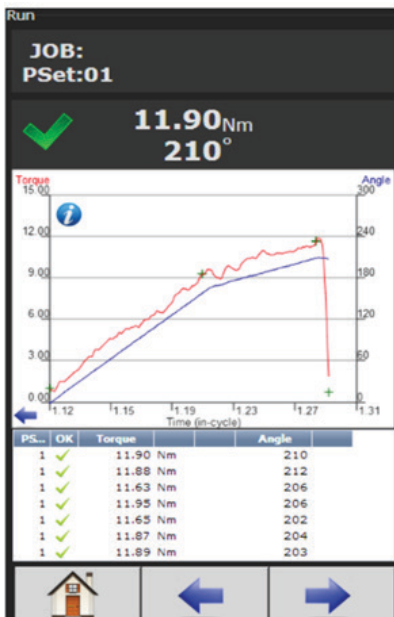 Run
JOB:
PSet:01
11.90Nm
210°
Torque Angle
15.00 300
12.00 240
9.00 180
6.00 120
3.00 60
0.00 0
1.12 1.15 1.19 1.23 1.27 1.31
Time (in-cycle)
PS... OK Torque Angle
1 11.90 Nm 210
1 11.88 Nm 212
1 11.63 Nm 206
1 11.95 Nm 206
1 11.65 Nm 202
1 11.87 Nm 204
1 11.89 Nm 203